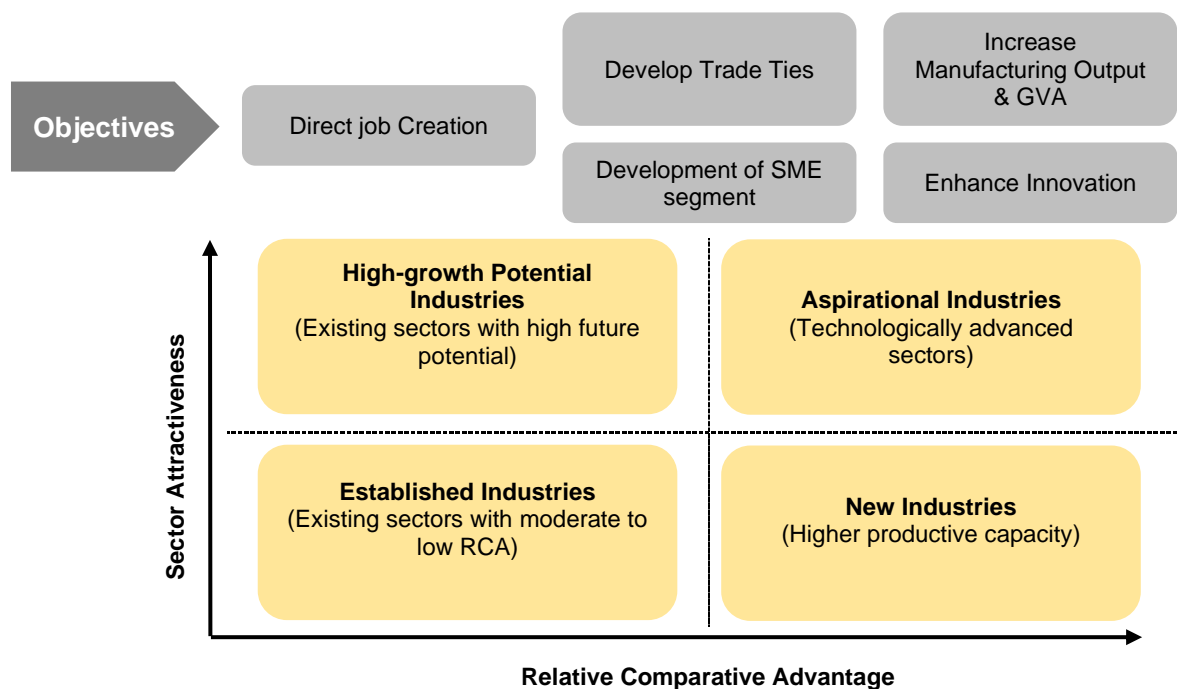 Objectives
Direct job Creation
Develop Trade Ties
Increase
Manufacturing Output
& GVA
Development of SME
segment
Enhance Innovation
Sector Attractiveness
High-growth Potential
Industries
(Existing sectors with high future
potential)
Aspirational Industries
(Technologically advanced
sectors)
Established Industries
(Existing sectors with moderate to
low RCA)
New Industries
(Higher productive capacity)
Relative Comparative Advantage